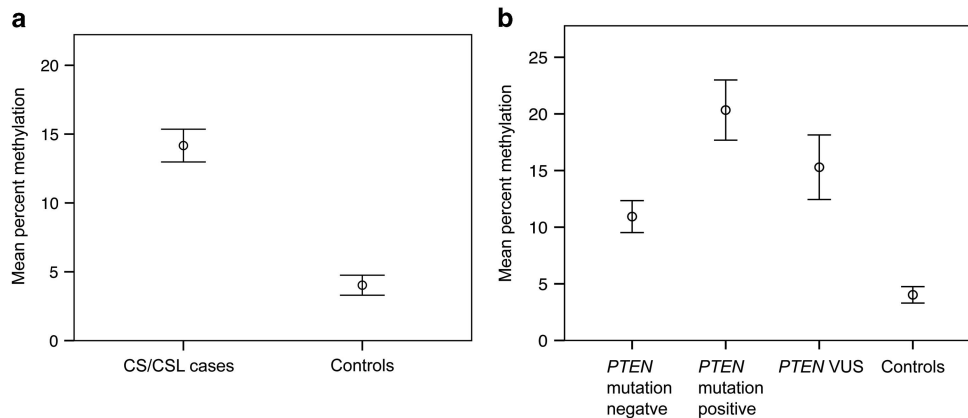 a
Mean percent methylation
20
15
10
5
0
CS/CSL cases
Controls
b
Mean percent methylation
25
20
15
10
5
0
PTEN
mutation
negatve
PTEN
mutation
positive
PTEN VUS
Controls